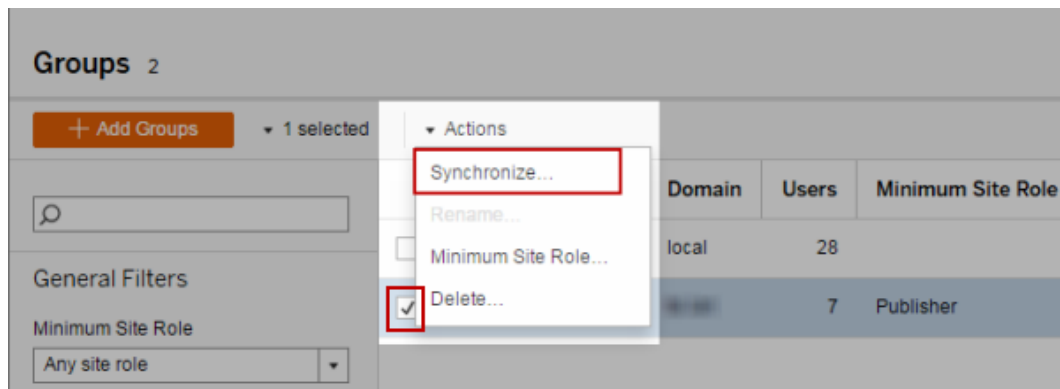 Groups 2
+ Add Groups
1 selected
Actions
Synchronize...
Rename...
Minimum Site Role...
Delete...
Domain Users Minimum Site Role
local 28
7 Publisher
General Filters
Minimum Site Role
Any site role